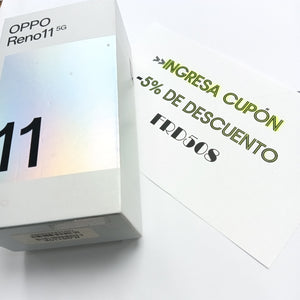 OPPO
Reno11 5G
11
>>INGRESA CUPÓN
-5% DE DESCUENTO
FRD508